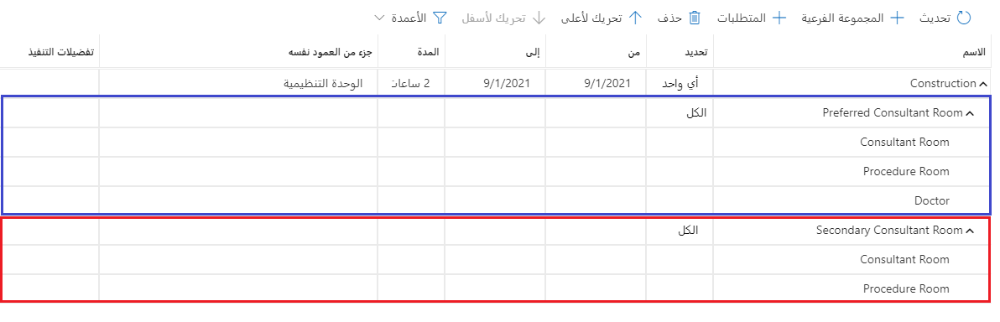 تحديث المجموعة الفرعية المتطلبات حذف تحريك لأعلى تحريك لأسفل الأعمدة
الاسم تحديد من إلى المدة جزء من العمود نفسه تفضيلات التنفيذ
Construction أي واحد 9/1/2021 9/1/2021 2 ساعات الوحدة التنظيمية
Preferred Consultant Room الكل
Consultant Room
Procedure Room
Doctor
Secondary Consultant Room الكل
Consultant Room
Procedure Room